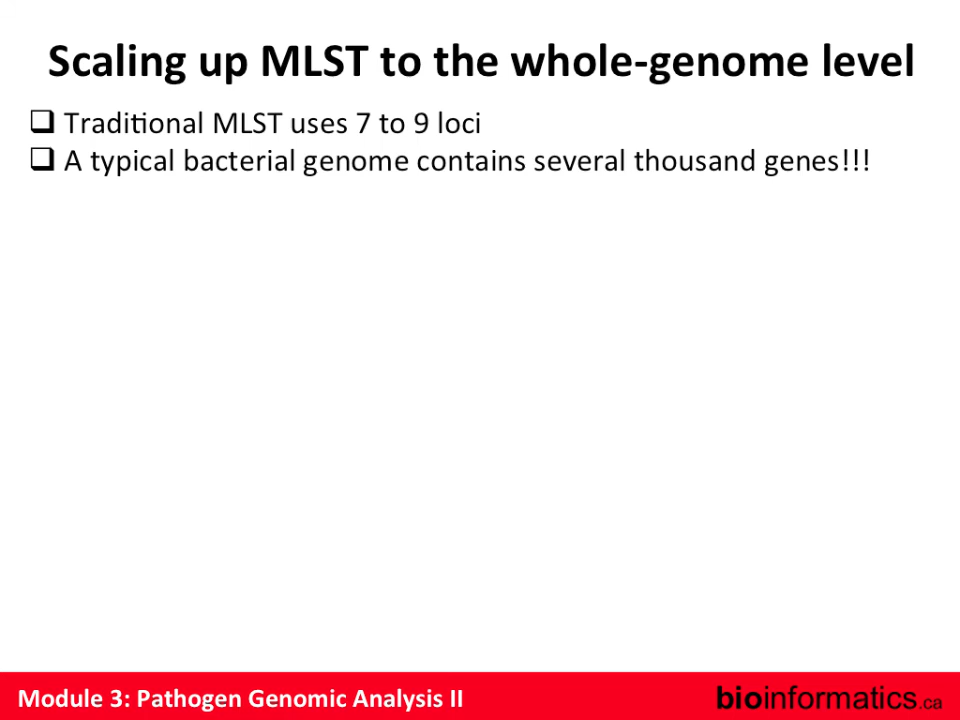 Scaling up MLST to the whole-genome level
❑ Traditional MLST uses 7 to 9 loci
❑ A typical bacterial genome contains several thousand genes!!!
Module 3: Pathogen Genomic Analysis II
bioinformatics.ca